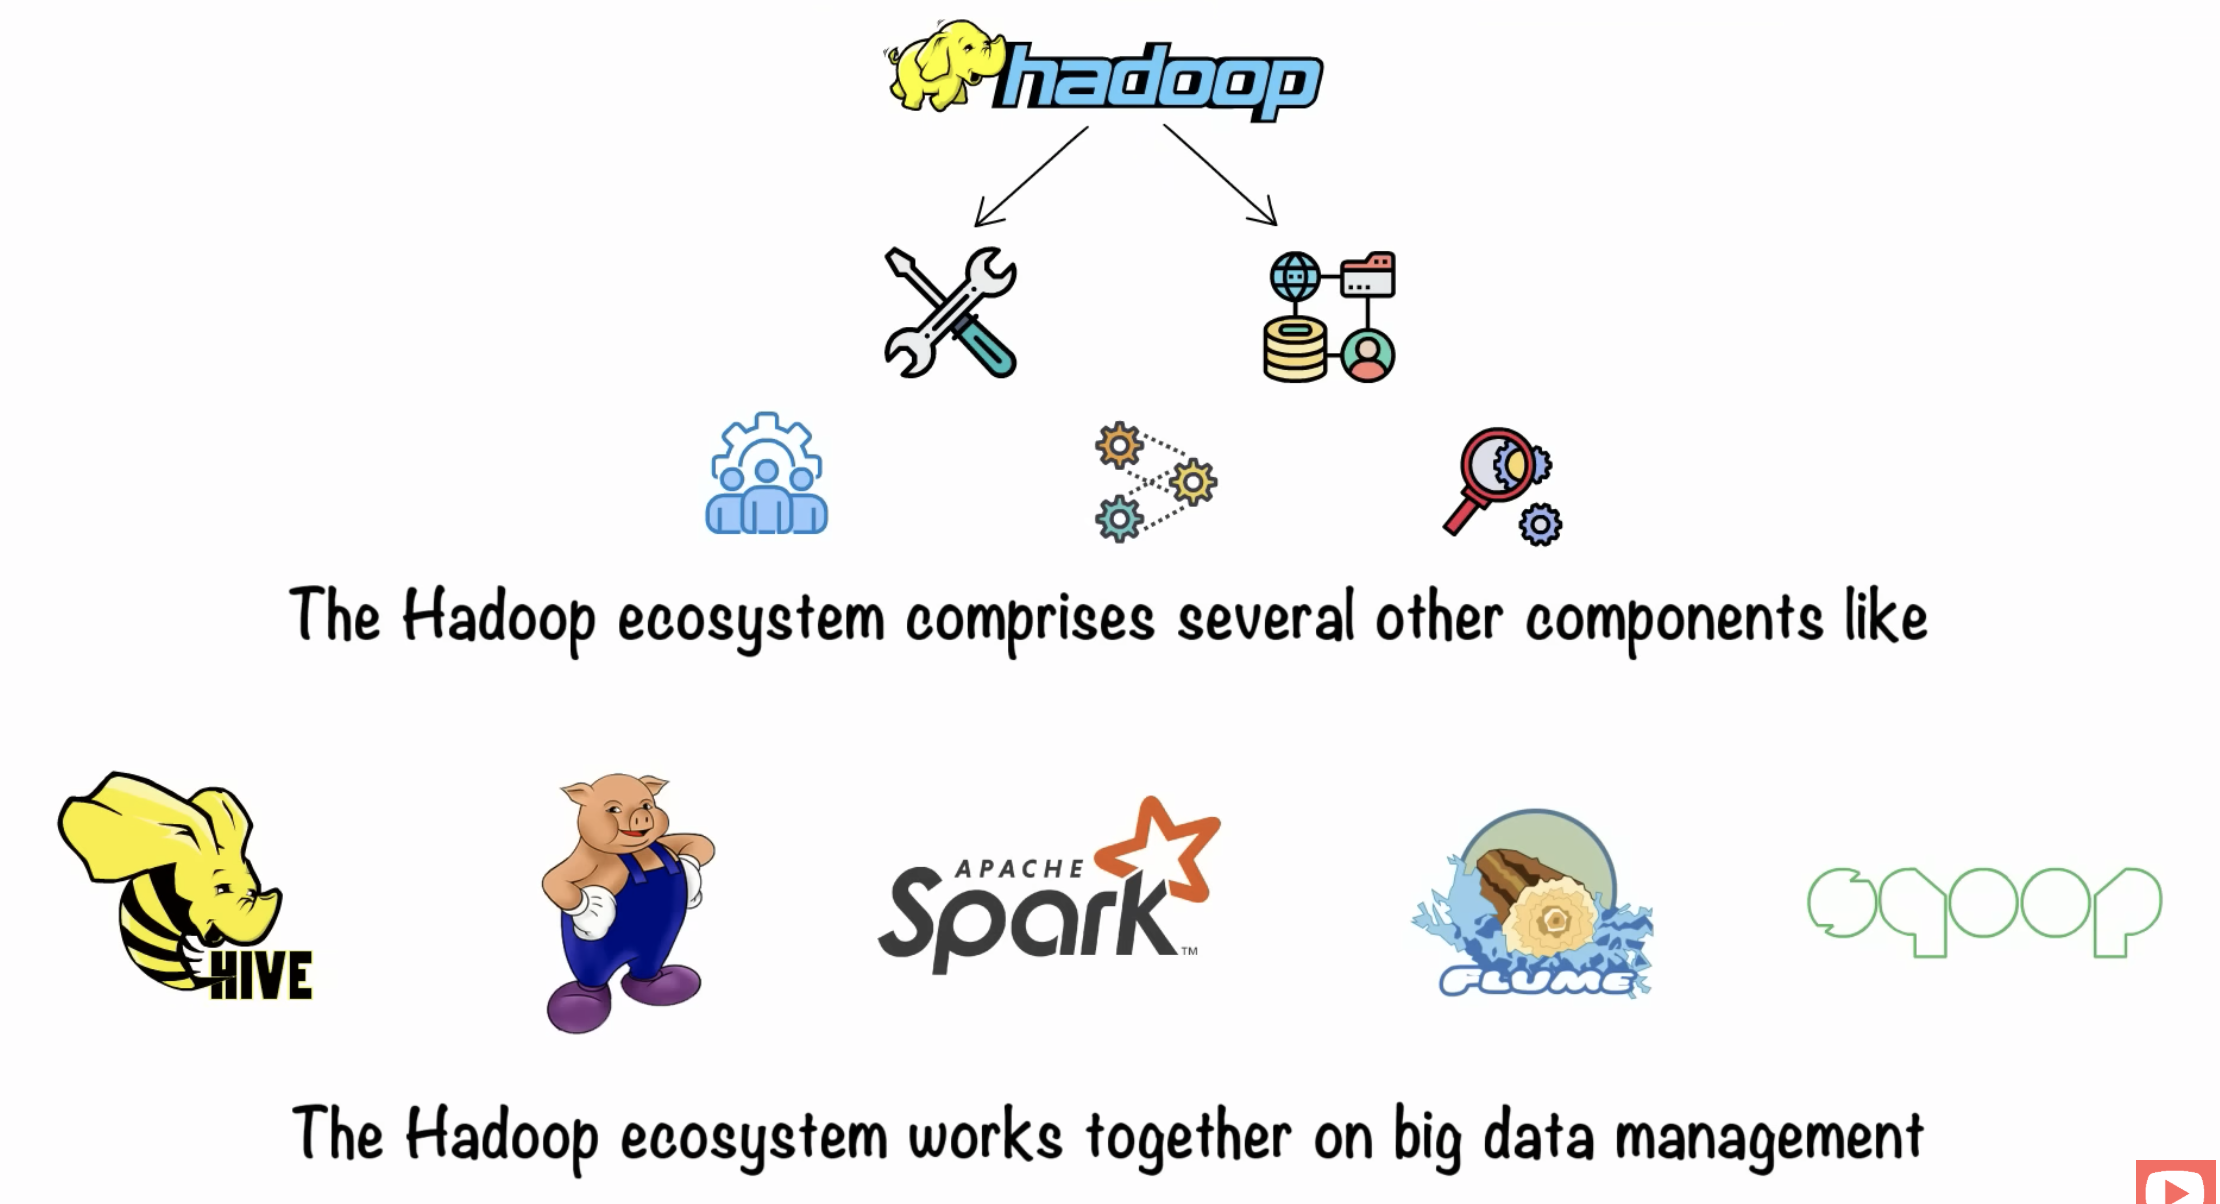 hadoop
The Hadoop ecosystem comprises several other components like
HIVE
APACHE
Spark™
FLUME
sqoop
The Hadoop ecosystem works together on big data management